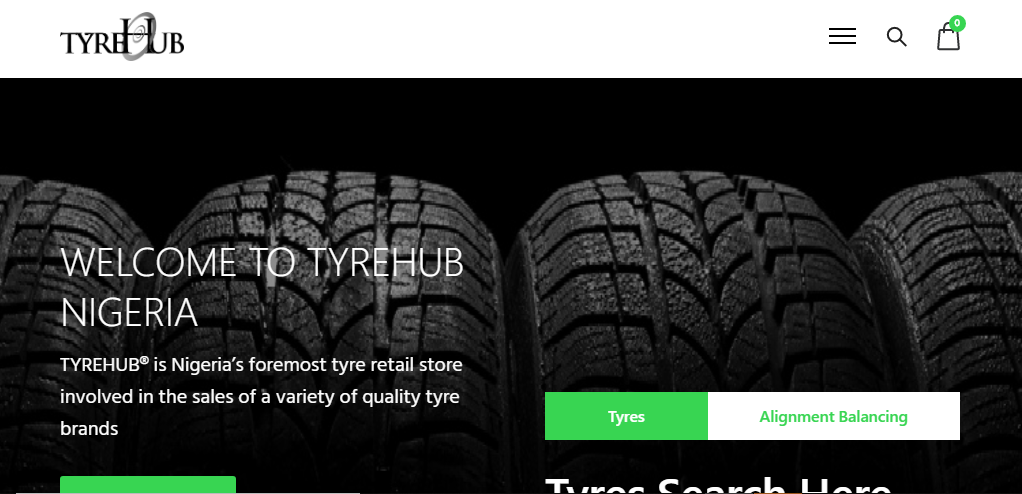 TYREHUB
0
WELCOME TO TYREHUB
NIGERIA
TYREHUB® is Nigeria’s foremost tyre retail store
involved in the sales of a variety of quality tyre
brands
Tyres
Alignment Balancing
Tyres Search Here